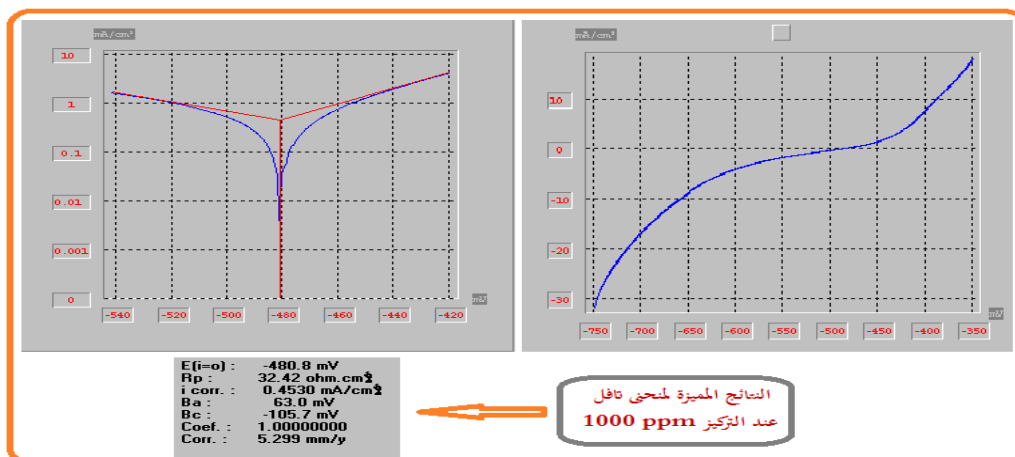 mA/cm²
10
1
0.1
0.01
0.001
0
-540 -520 -500 -480 -460 -440 -420
mV
mA/cm²
10
0
-10
-20
-30
-750 -700 -650 -600 -550 -500 -450 -400 -350
mV
E(i=o) : -480.8 mV
Rp : 32.42 ohm.cm²
i corr. : 0.4530 mA/cm²
Ba : 63.0 mV
Bc : -105.7 mV
Coef. : 1.00000000
Corr. : 5.299 mm/y
النتائج المميزة لمنحنى تافل
عند التركيز 1000 ppm